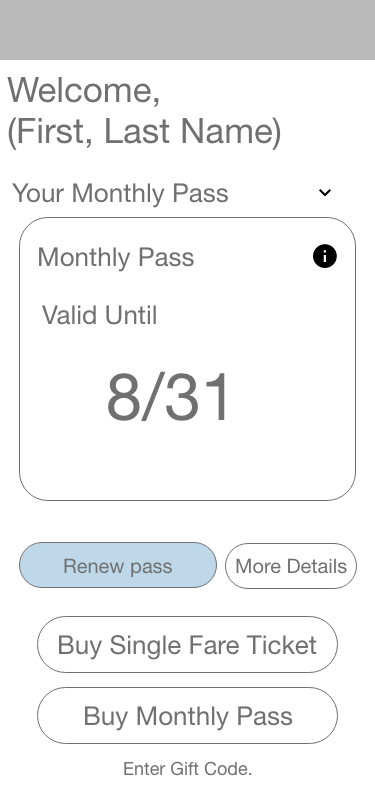 Welcome,
(First, Last Name)
Your Monthly Pass
Monthly Pass
Valid Until
8/31
Renew pass
More Details
Buy Single Fare Ticket
Buy Monthly Pass
Enter Gift Code.